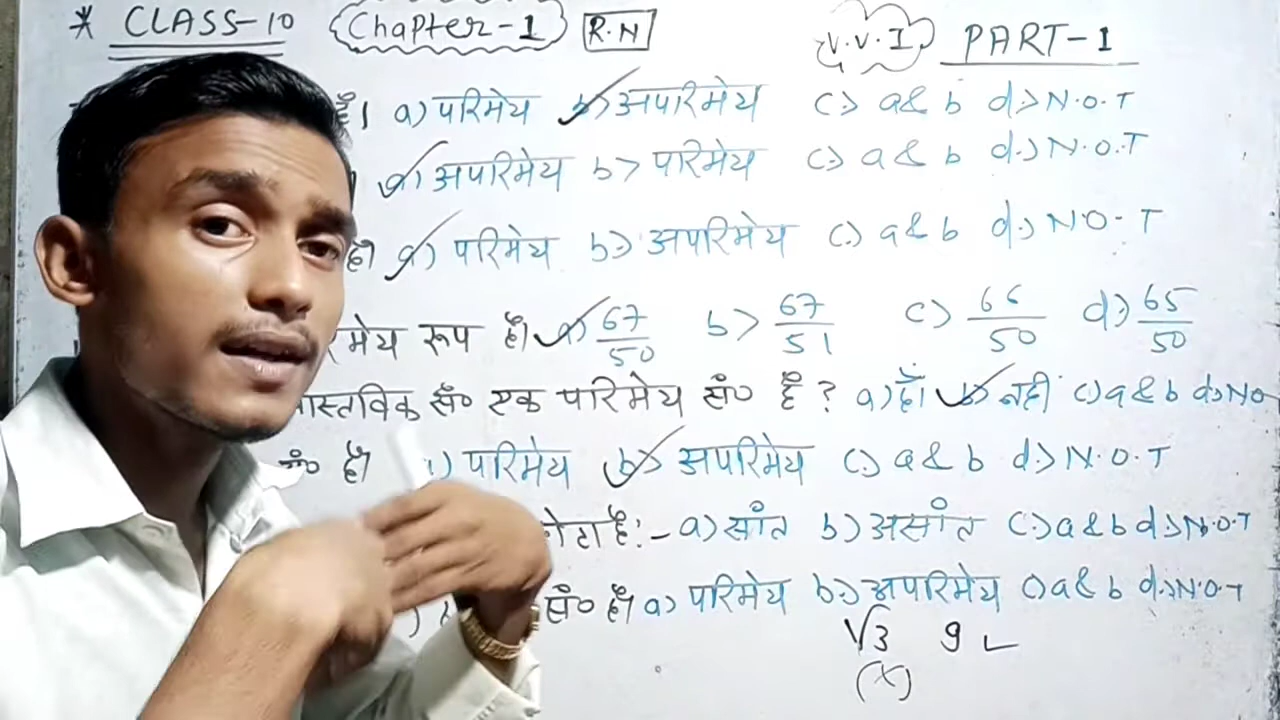 * CLASS-10 Chapter-1 R.N V.V.I PART-1
है। a) परिमेय b) अपरिमेय c) a & b d) N.O.T
a) अपरिमेय b) परिमेय c) a & b d) N.O.T
है। a) परिमेय b) अपरिमेय c) a & b d) N.O.T
रूप है। a) 67/50 b) 67/51 c) 66/50 d) 65/50
वास्तविक सं० एक परिमेय सं० है ? a) हाँ b) नहीं c) a & b d) NO
सं० है। परिमेय b) अपरिमेय c) a & b d) N.O.T
है:- a) सांत b) असांत c) a & b d) N.O.T
सं० है। a) परिमेय b) अपरिमेय c) a & b d) N.O.T
√3 9
(x)